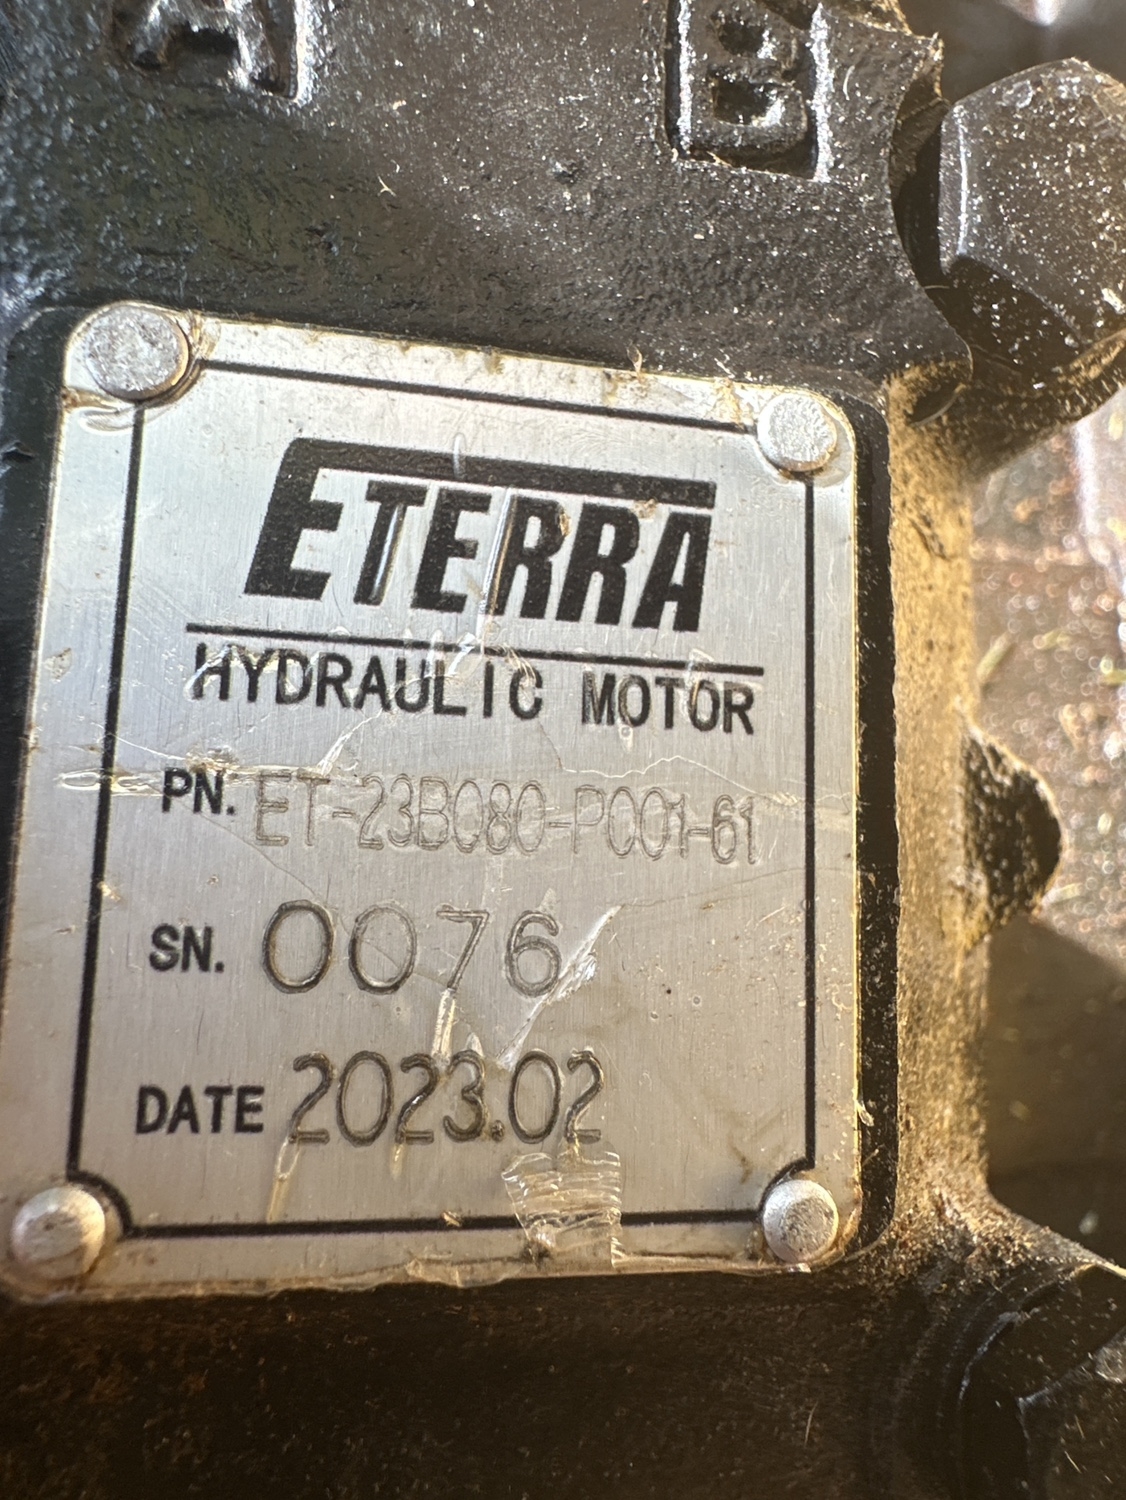 A B
ETERRA
HYDRAULIC MOTOR
PN. ET-23B080-P001-61
SN. 0076
DATE 2023.02